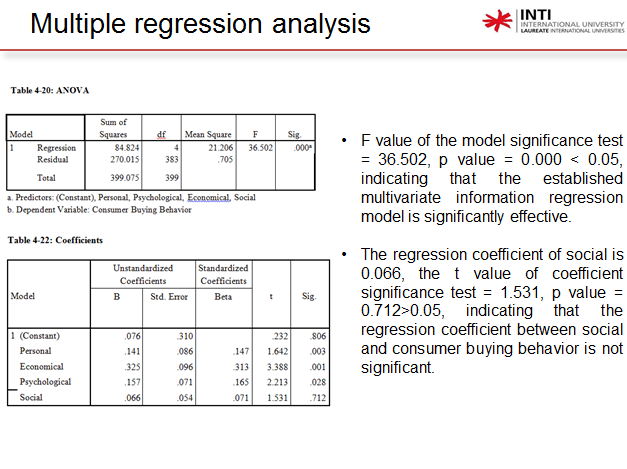 Multiple regression analysis
INTI
INTERNATIONAL UNIVERSITY
LAUREATE INTERNATIONAL UNIVERSITIES
Table 4-20: ANOVA
Model Sum of Squares df Mean Square F Sig.
1 Regression 84.824 4 21.206 36.502 .000ᵃ
Residual 270.015 383 .705
Total 399.075 399
a. Predictors: (Constant), Personal, Psychological, Economical, Social
b. Dependent Variable: Consumer Buying Behavior
Table 4-22: Coefficients
Unstandardized Coefficients Standardized Coefficients
Model B Std. Error Beta t Sig.
1 (Constant) .076 .310 .232 .806
Personal .141 .086 .147 1.642 .003
Economical .325 .096 .313 3.388 .001
Psychological .157 .071 .165 2.213 .028
Social .066 .054 .071 1.531 .712
• F value of the model significance test
= 36.502, p value = 0.000 < 0.05,
indicating that the established
multivariate information regression
model is significantly effective.
• The regression coefficient of social is
0.066, the t value of coefficient
significance test = 1.531, p value =
0.712>0.05, indicating that the
regression coefficient between social
and consumer buying behavior is not
significant.